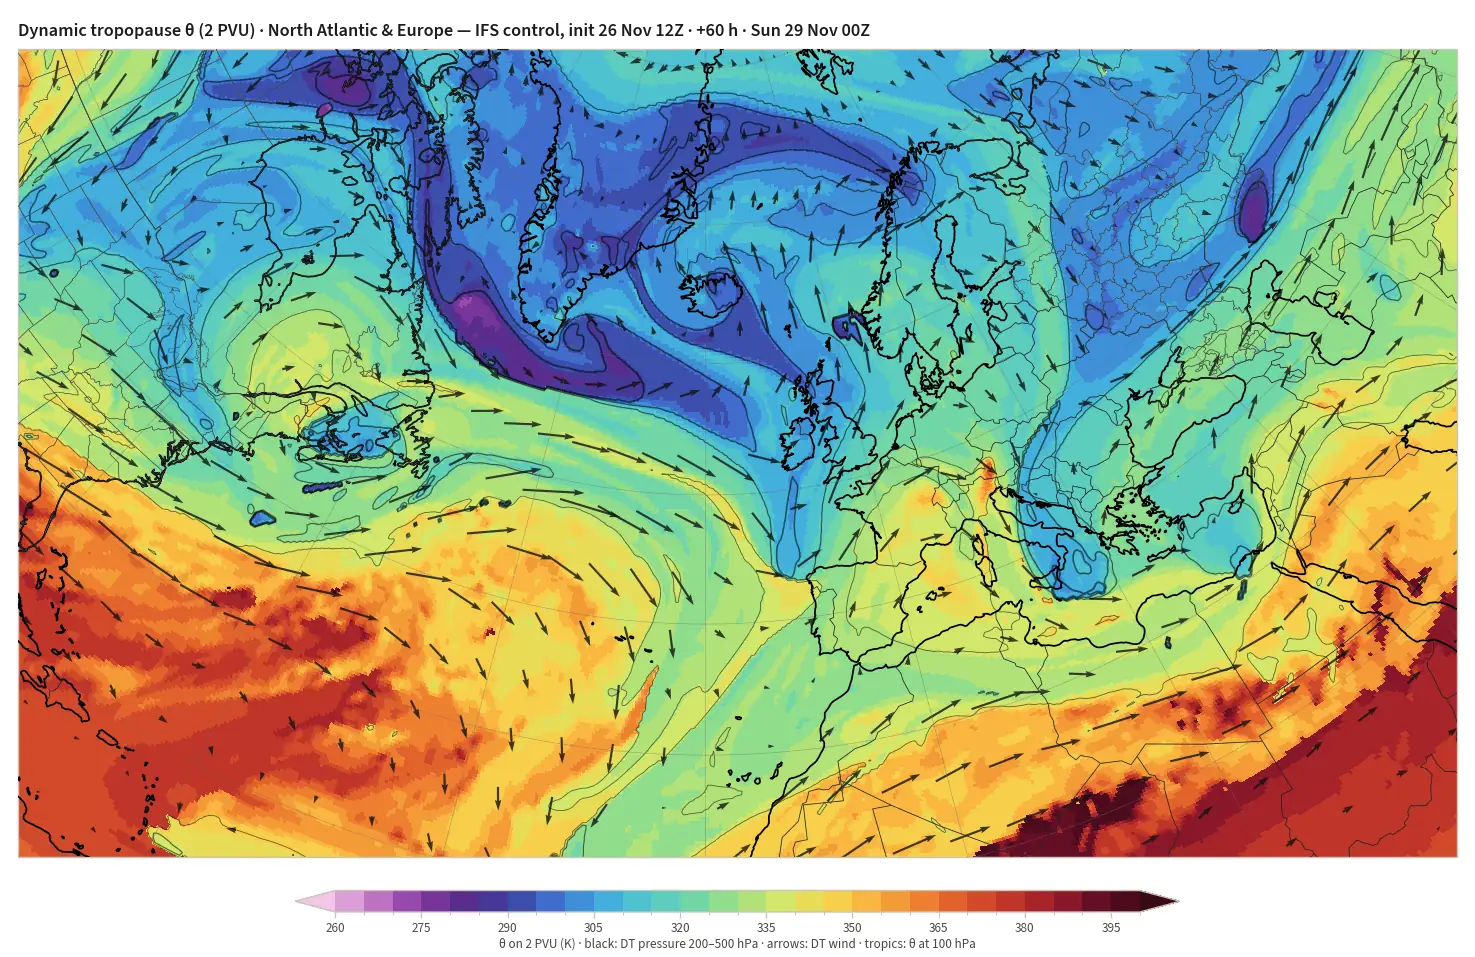 Dynamic tropopause θ (2 PVU) · North Atlantic & Europe — IFS control, init 26 Nov 12Z · +60 h · Sun 29 Nov 00Z
260 275 290 305 320 335 350 365 380 395
θ on 2 PVU (K) · black: DT pressure 200–500 hPa · arrows: DT wind · tropics: θ at 100 hPa